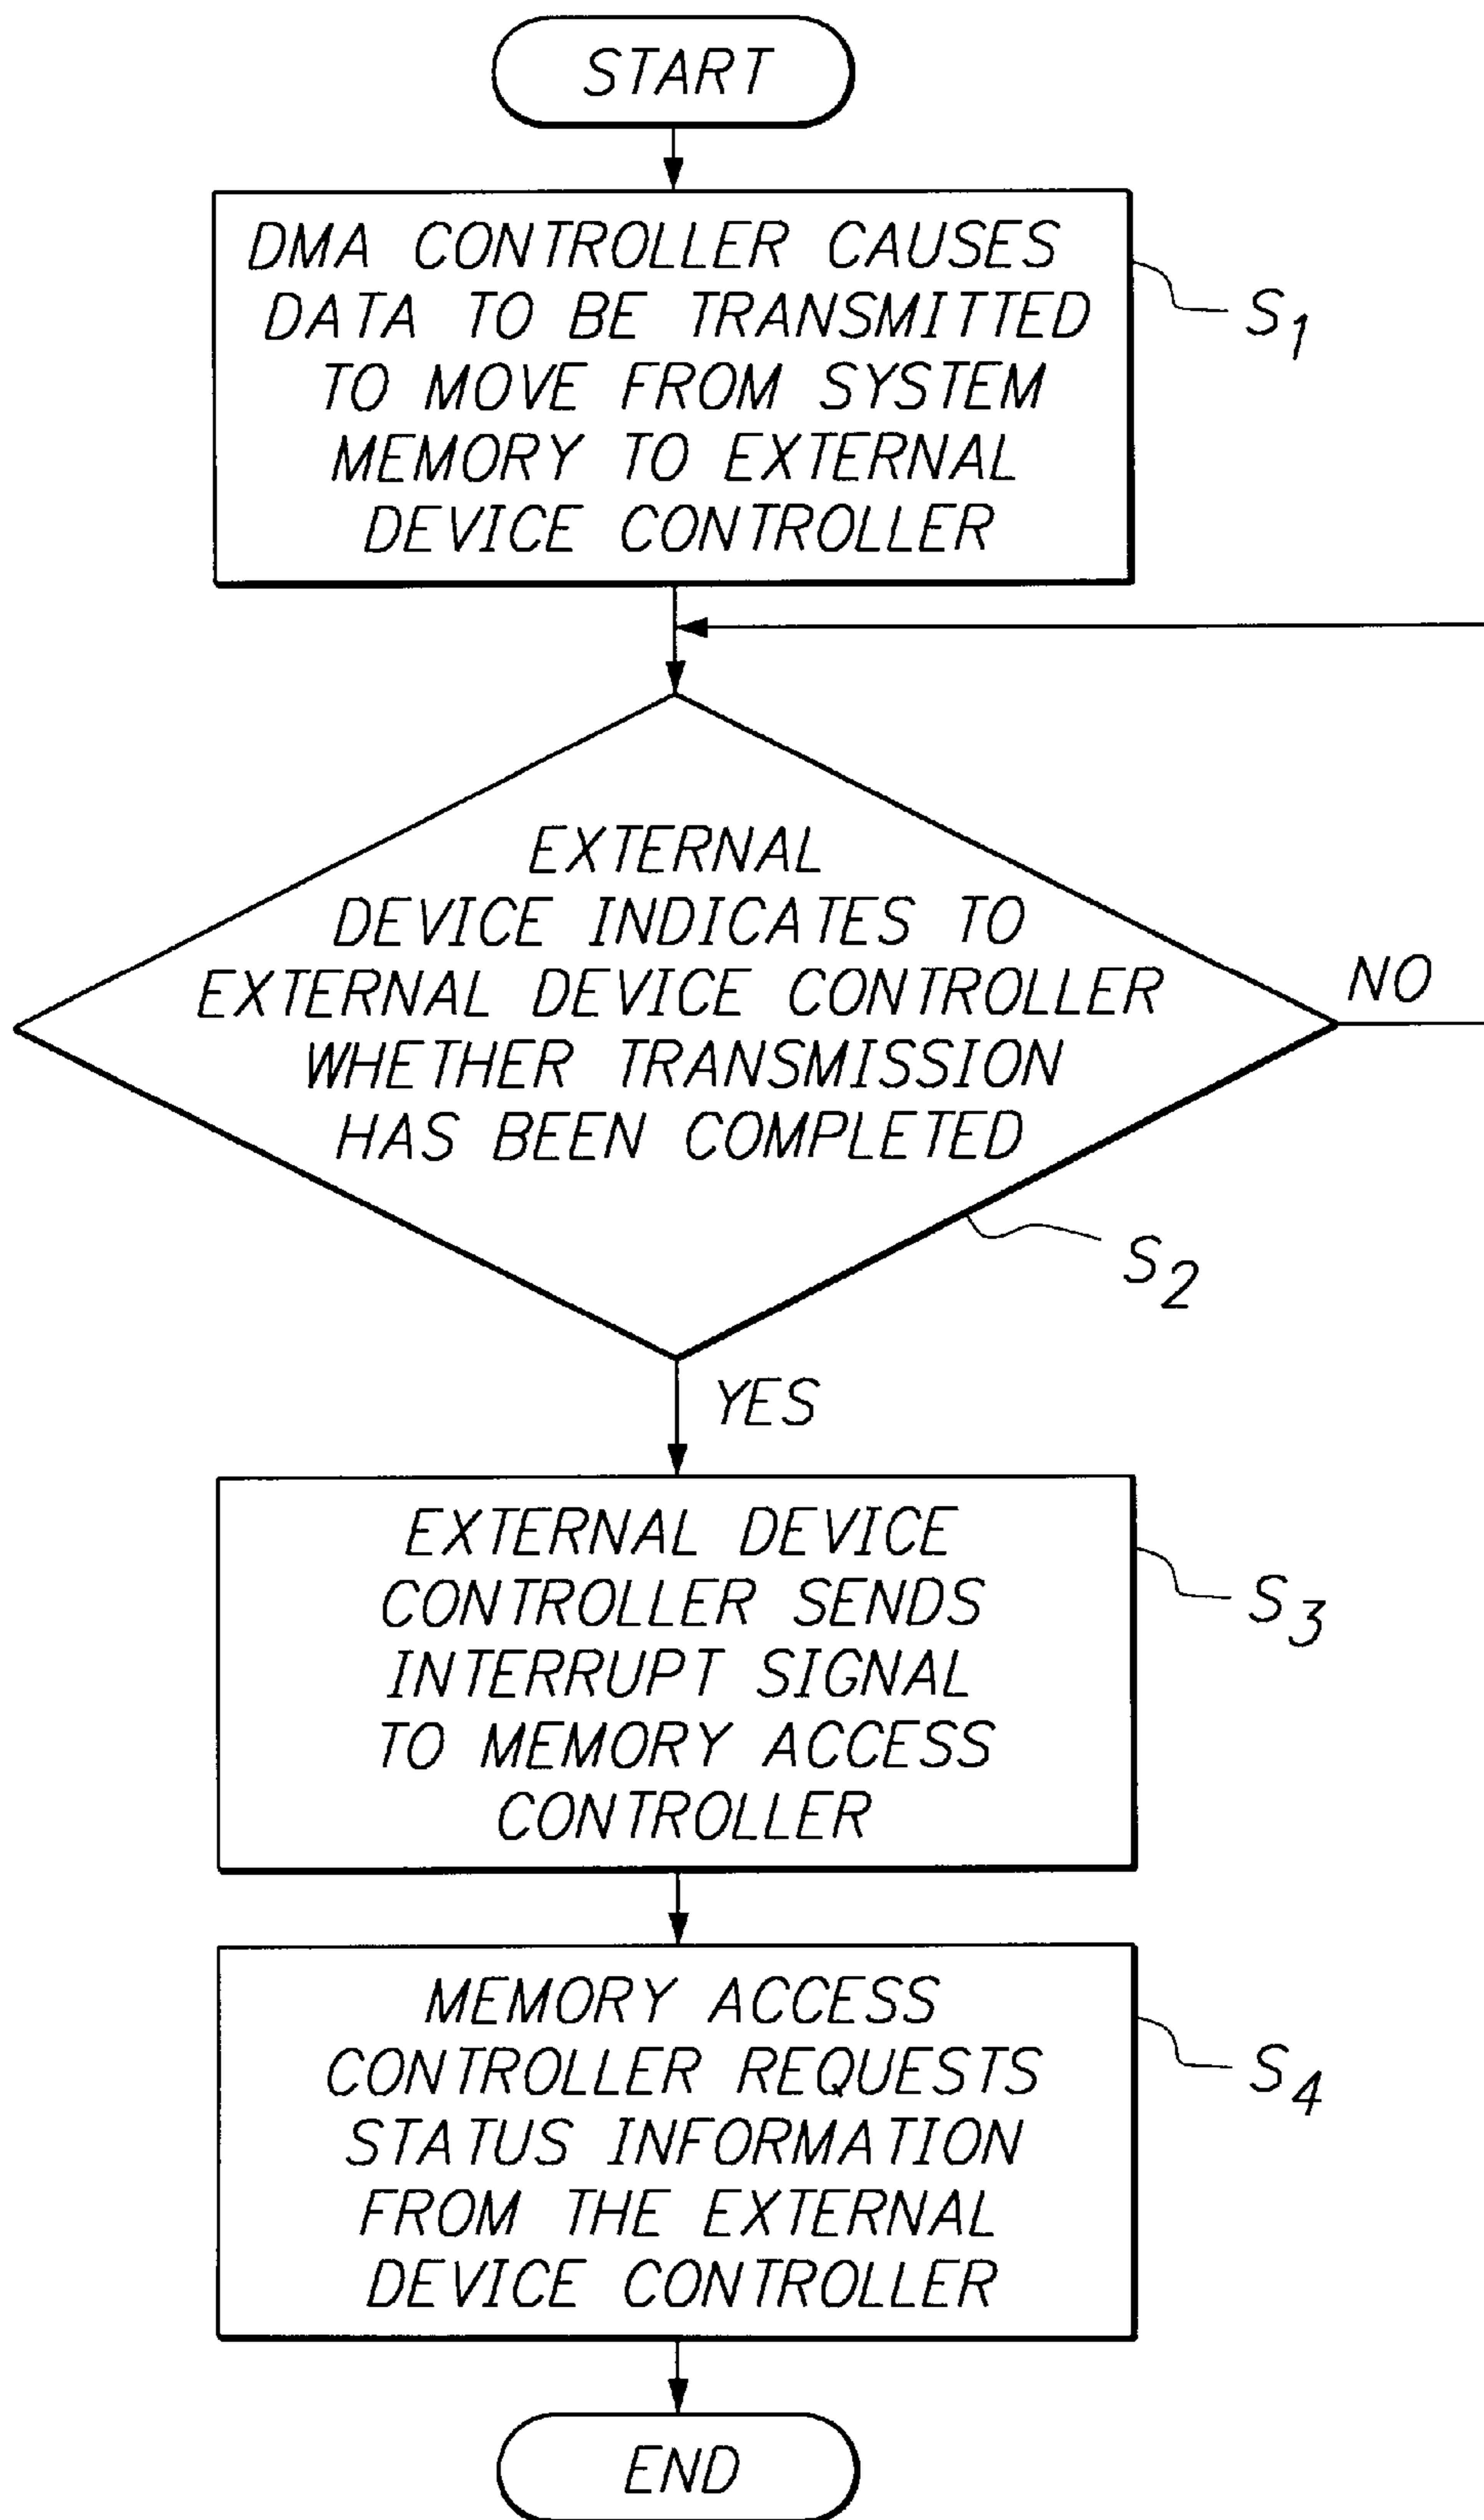 START
DMA CONTROLLER CAUSES
DATA TO BE TRANSMITTED
TO MOVE FROM SYSTEM
MEMORY TO EXTERNAL
DEVICE CONTROLLER
S1
EXTERNAL
DEVICE INDICATES TO
EXTERNAL DEVICE CONTROLLER
WHETHER TRANSMISSION
HAS BEEN COMPLETED
NO
S2
YES
EXTERNAL DEVICE
CONTROLLER SENDS
INTERRUPT SIGNAL
TO MEMORY ACCESS
CONTROLLER
S3
MEMORY ACCESS
CONTROLLER REQUESTS
STATUS INFORMATION
FROM THE EXTERNAL
DEVICE CONTROLLER
S4
END